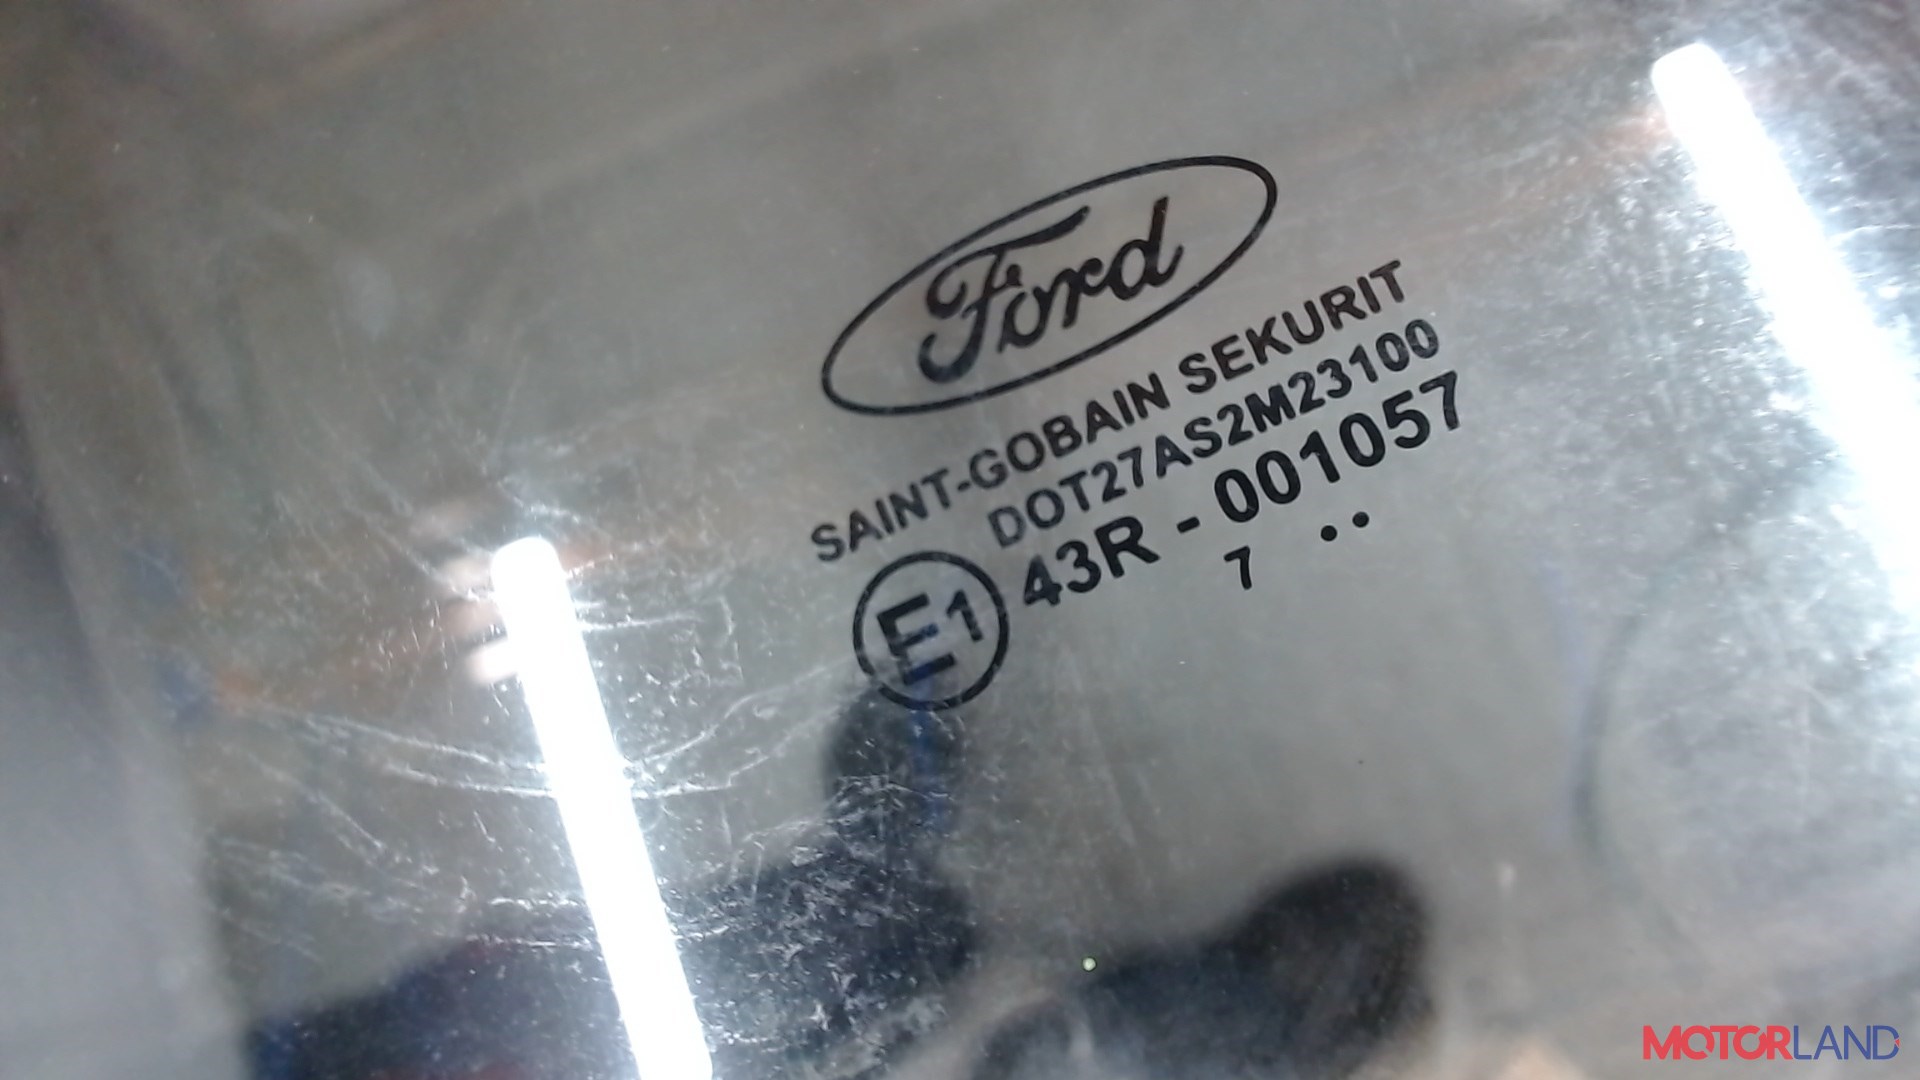 Ford
SAINT-GOBAIN SEKURIT
DOT27AS2M23100
E1 43R - 001057
7 ..
MOTORLAND